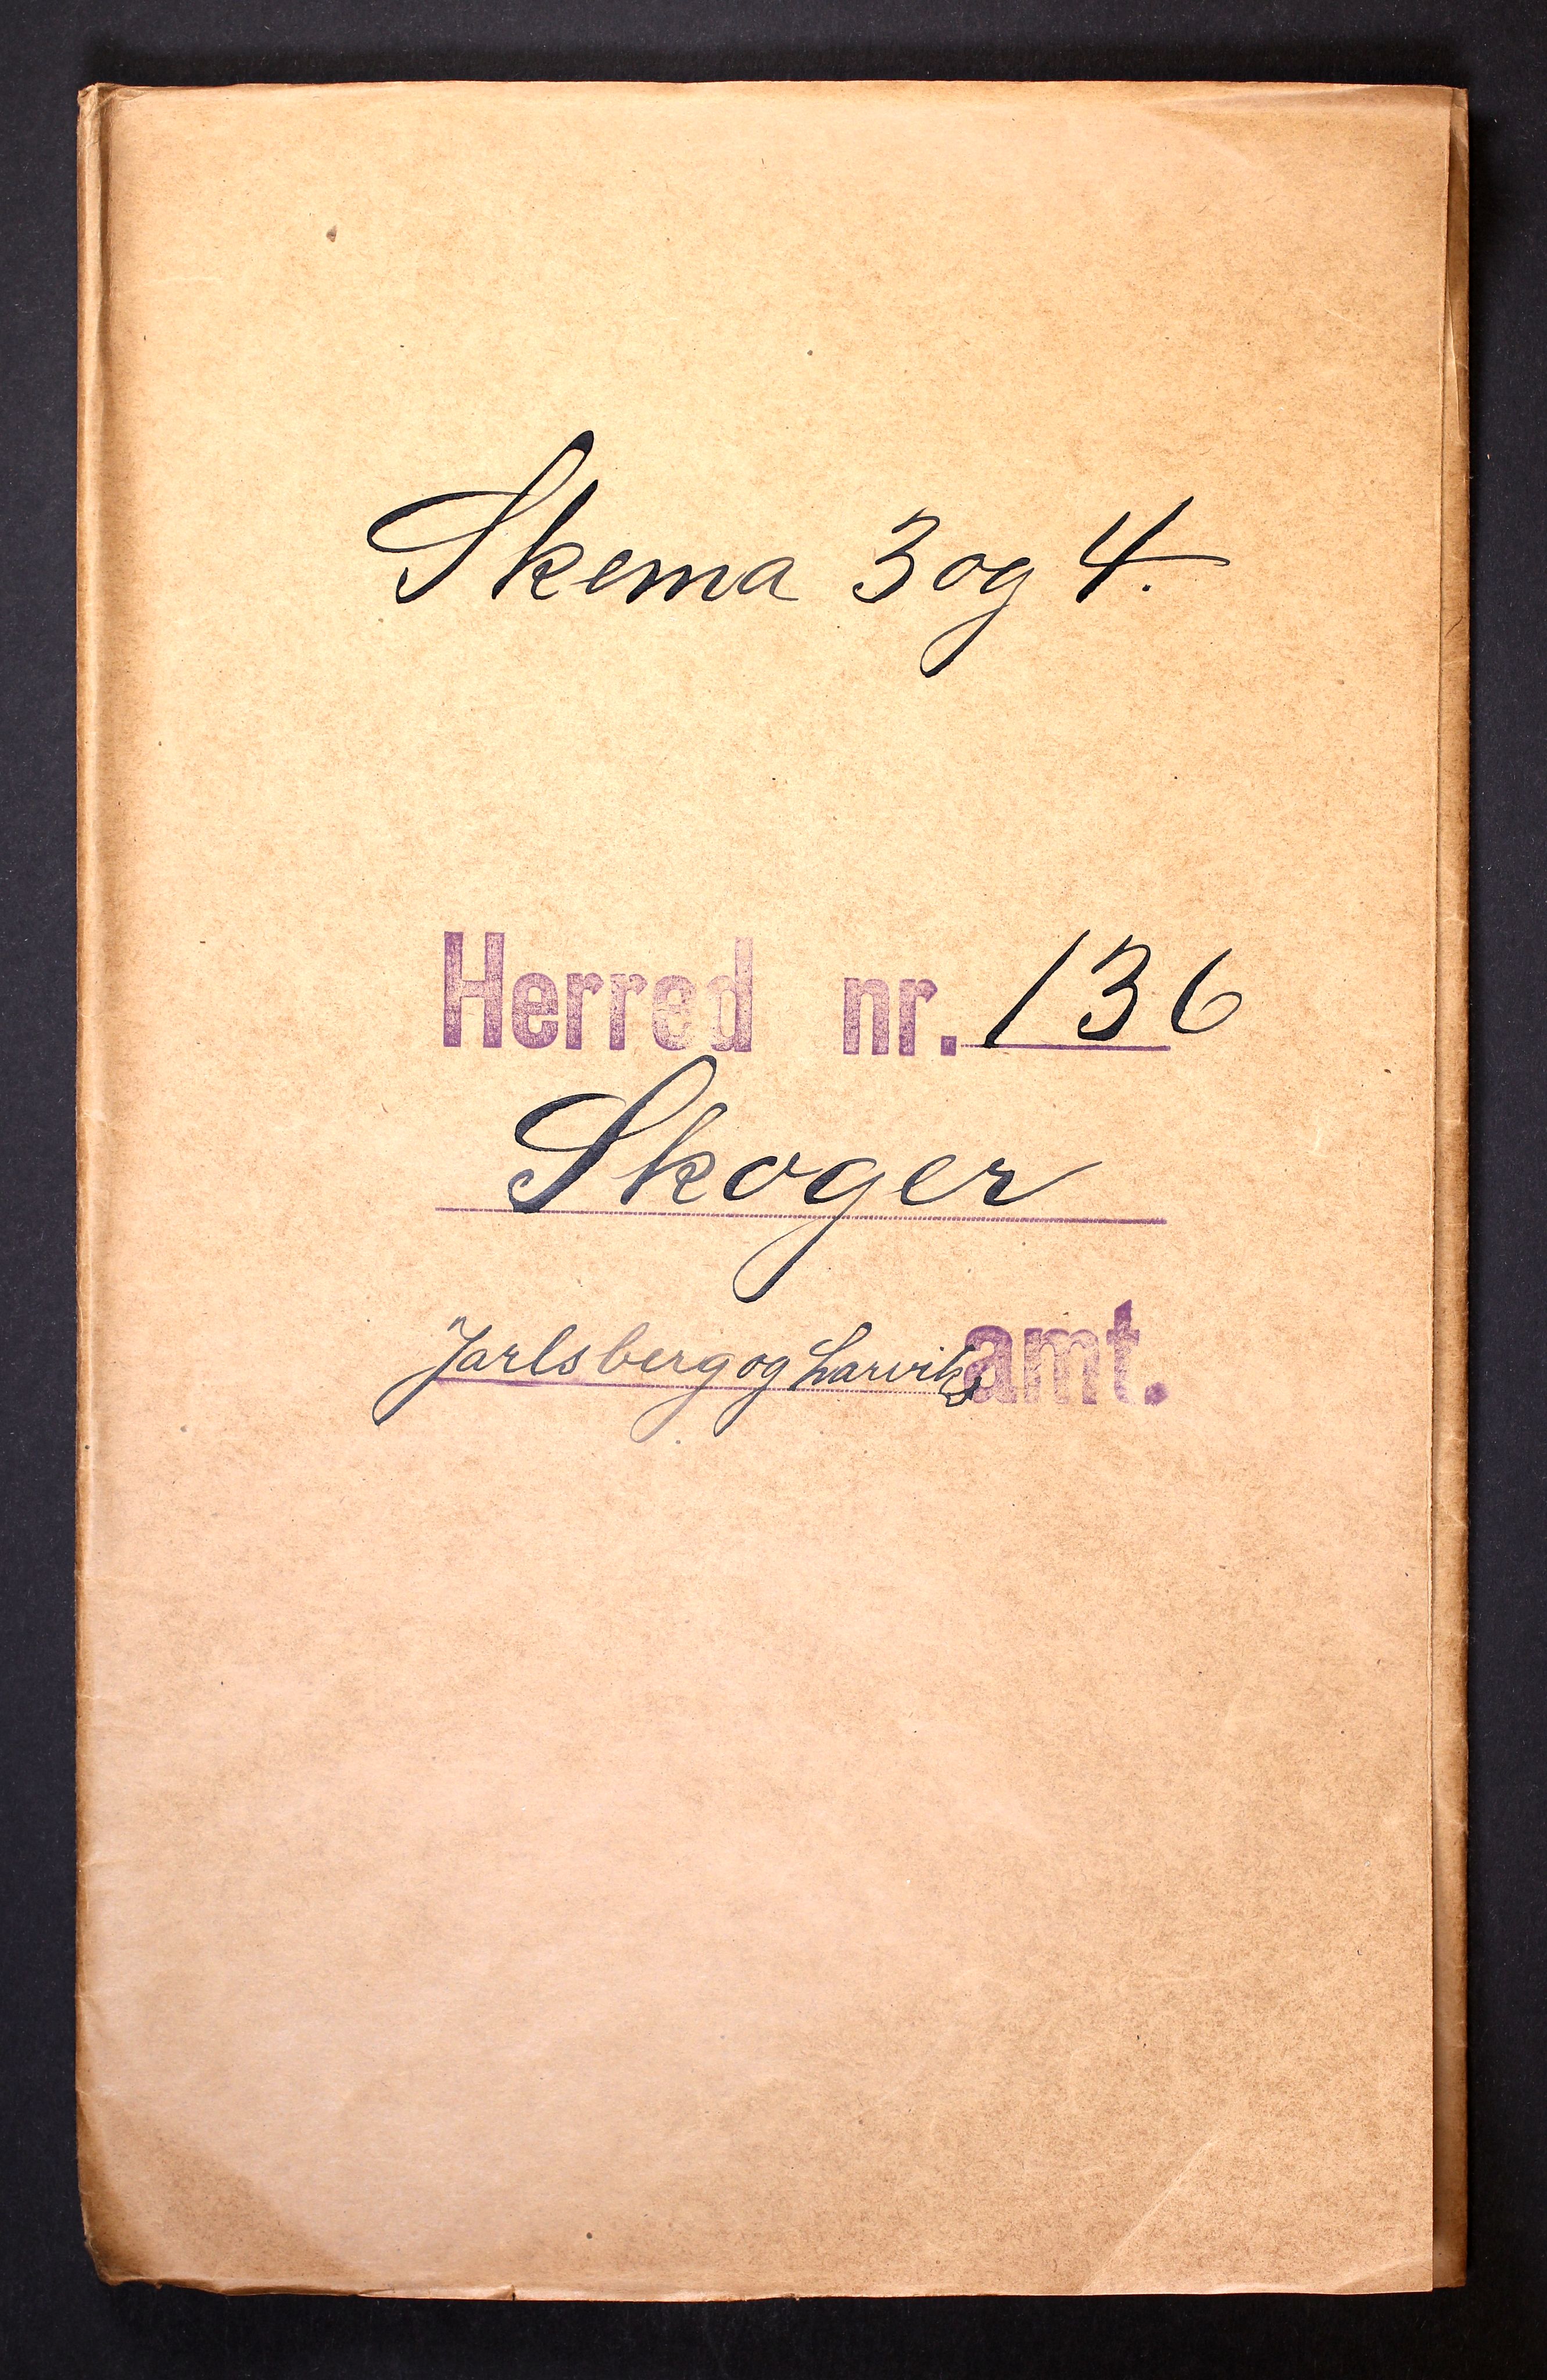 Skema 3 og 4.
Herred nr. 136
Skoger
Jarlsberg og Larviks amt.